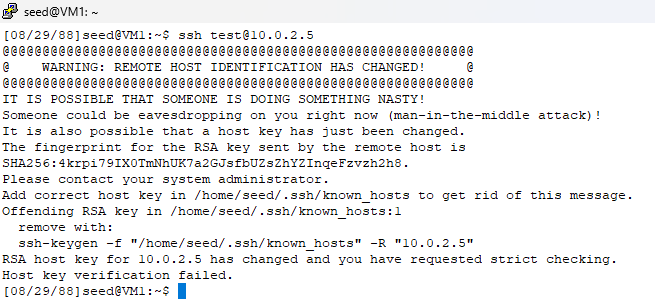 seed@VM1: ~
[08/29/88]seed@VM1:~$ ssh test@10.0.2.5
@@@@@@@@@@@@@@@@@@@@@@@@@@@@@@@@@@@@@@@@@@@@@@@@@@@@@@@@@@@
@    WARNING: REMOTE HOST IDENTIFICATION HAS CHANGED!     @
@@@@@@@@@@@@@@@@@@@@@@@@@@@@@@@@@@@@@@@@@@@@@@@@@@@@@@@@@@@
IT IS POSSIBLE THAT SOMEONE IS DOING SOMETHING NASTY!
Someone could be eavesdropping on you right now (man-in-the-middle attack)!
It is also possible that a host key has just been changed.
The fingerprint for the RSA key sent by the remote host is
SHA256:4krpi79IX0TmNhUK7a2GJsfbUZsZhYZInqeFzvzh2h8.
Please contact your system administrator.
Add correct host key in /home/seed/.ssh/known_hosts to get rid of this message.
Offending RSA key in /home/seed/.ssh/known_hosts:1
  remove with:
  ssh-keygen -f "/home/seed/.ssh/known_hosts" -R "10.0.2.5"
RSA host key for 10.0.2.5 has changed and you have requested strict checking.
Host key verification failed.
[08/29/88]seed@VM1:~$